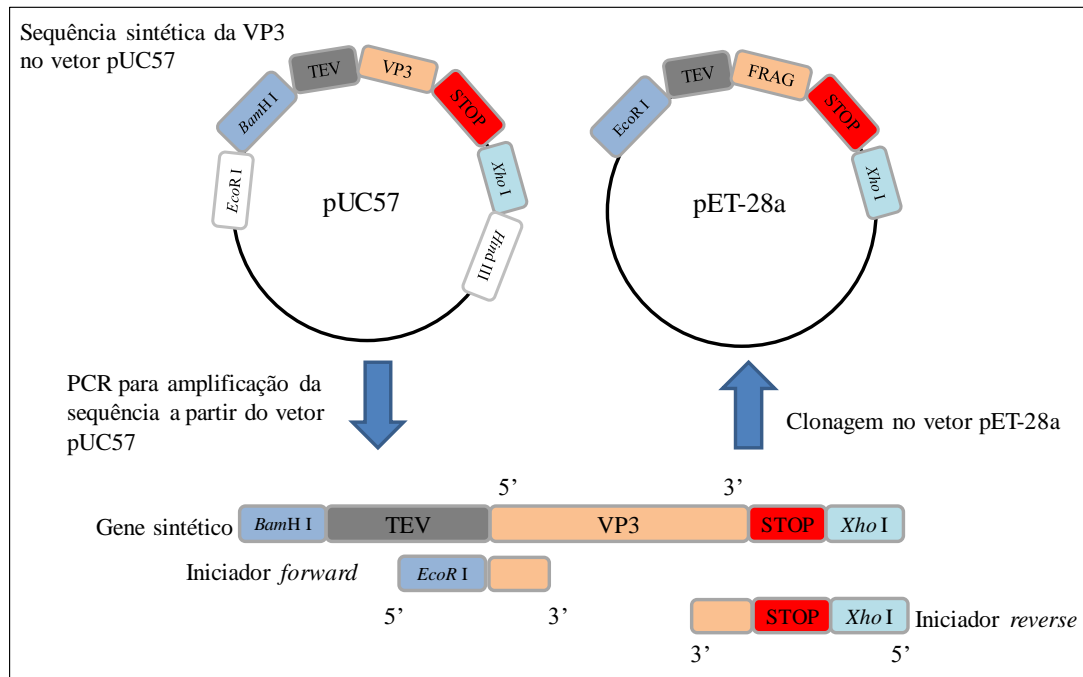 Sequência sintética da VP3
no vetor pUC57
EcoR I
BamH I
TEV
VP3
STOP
Xho I
Hind III
pUC57
EcoR I
TEV
FRAG
STOP
Xho I
pET-28a
PCR para amplificação da
sequência a partir do vetor
pUC57
Clonagem no vetor pET-28a
5’ 3’
Gene sintético BamH I TEV VP3 STOP Xho I
Iniciador forward EcoR I
5’ 3’
STOP Xho I Iniciador reverse
3’ 5’